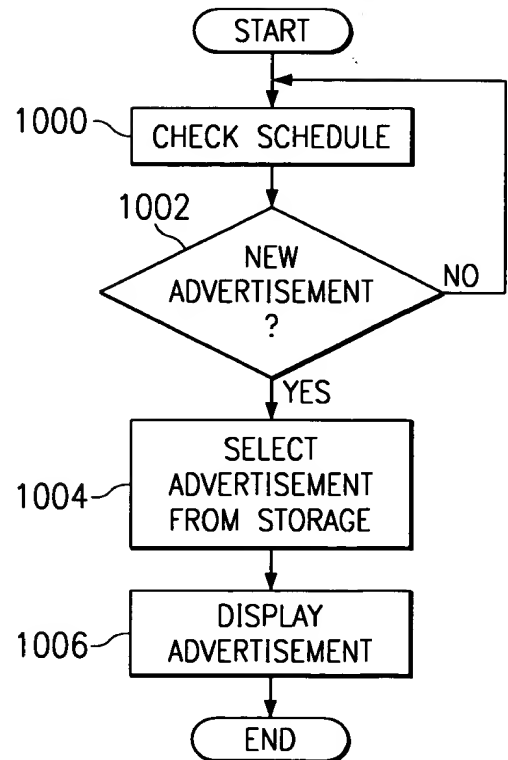 START
1000
CHECK SCHEDULE
1002
NEW
ADVERTISEMENT
?
NO
YES
1004
SELECT
ADVERTISEMENT
FROM STORAGE
1006
DISPLAY
ADVERTISEMENT
END